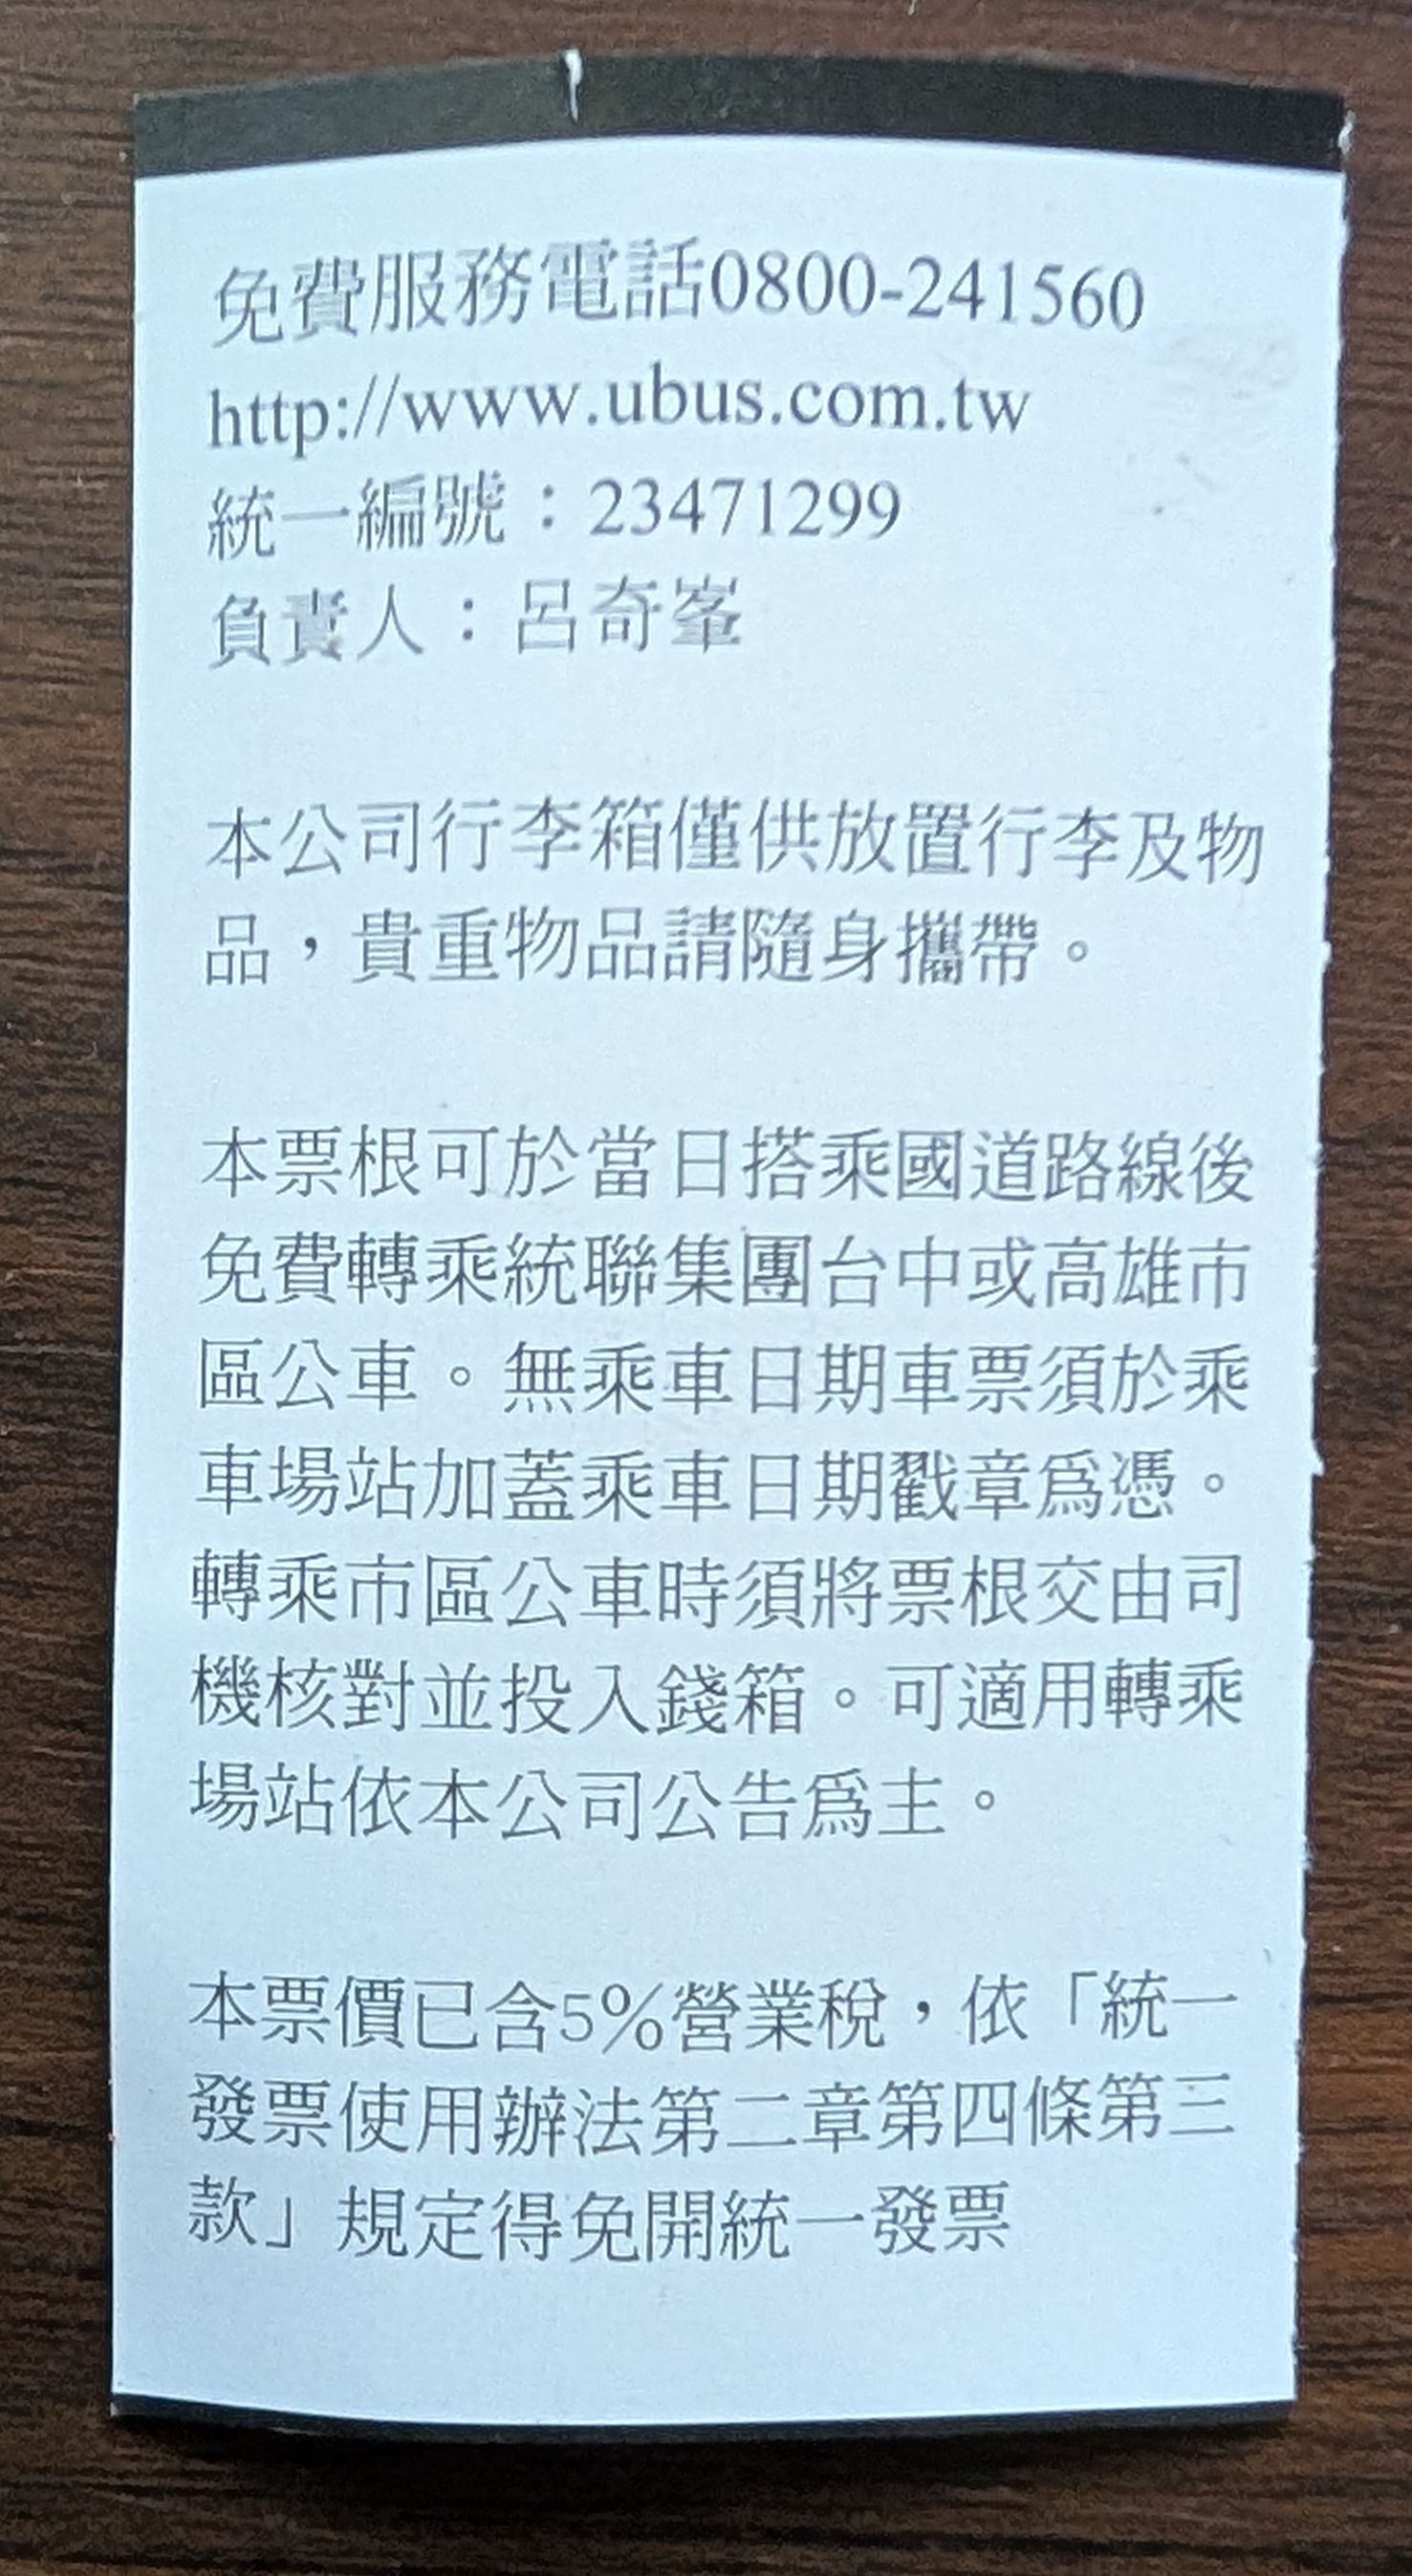 免費服務電話0800-241560
http://www.ubus.com.tw
統一編號：23471299
負責人：呂奇峯
本公司行李箱僅供放置行李及物
品，貴重物品請隨身攜帶。
本票根可於當日搭乘國道路線後
免費轉乘統聯集團台中或高雄市
區公車。無乘車日期車票須於乘
車場站加蓋乘車日期戳章為憑。
轉乘市區公車時須將票根交由司
機核對並投入錢箱。可適用轉乘
場站依本公司公告為主。
本票價已含5%營業稅，依「統一
發票使用辦法第二章第四條第三
款」規定得免開統一發票